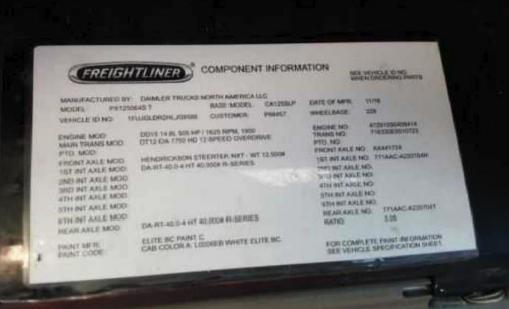 FREIGHTLINER COMPONENT INFORMATION
SEE VEHICLE ID NO. WHEN ORDERING PARTS
MANUFACTURED BY: DAIMLER TRUCKS NORTH AMERICA LLC
MODEL: PX125064S T BASE MODEL: CA125SLP DATE OF MFR: 11/16
VEHICLE ID NO: CUSTOMER: WHEELBASE:
ENGINE MOD: DD15 14.8L 505 HP / 1625 RPM, 1900 ENGINE NO:
MAIN TRANS MOD: DT12-DA 1750 HD 12-SPEED OVERDRIVE TRANS NO:
PTO. MOD: PTO. NO:
FRONT AXLE MOD: HENDRICKSON STEERTEK NXT - WT 12,500# FRONT AXLE NO:
1ST INT AXLE MOD: DA-RT-40.0-4 HT 40,000# R-SERIES 1ST INT AXLE NO:
2ND INT AXLE MOD: 2ND INT AXLE NO:
3RD INT AXLE MOD: 3RD INT AXLE NO:
4TH INT AXLE MOD: 4TH INT AXLE NO:
5TH INT AXLE MOD: 5TH INT AXLE NO:
6TH INT AXLE MOD: 6TH INT AXLE NO:
REAR AXLE MOD: DA-RT-40.0-4 HT 40,000# R-SERIES REAR AXLE NO:
RATIO:
PAINT MFR: ELITE BC PAINT C
PAINT CODE: CAB COLOR A: L0006EB WHITE ELITE BC
FOR COMPLETE PAINT INFORMATION
SEE VEHICLE SPECIFICATION SHEET.